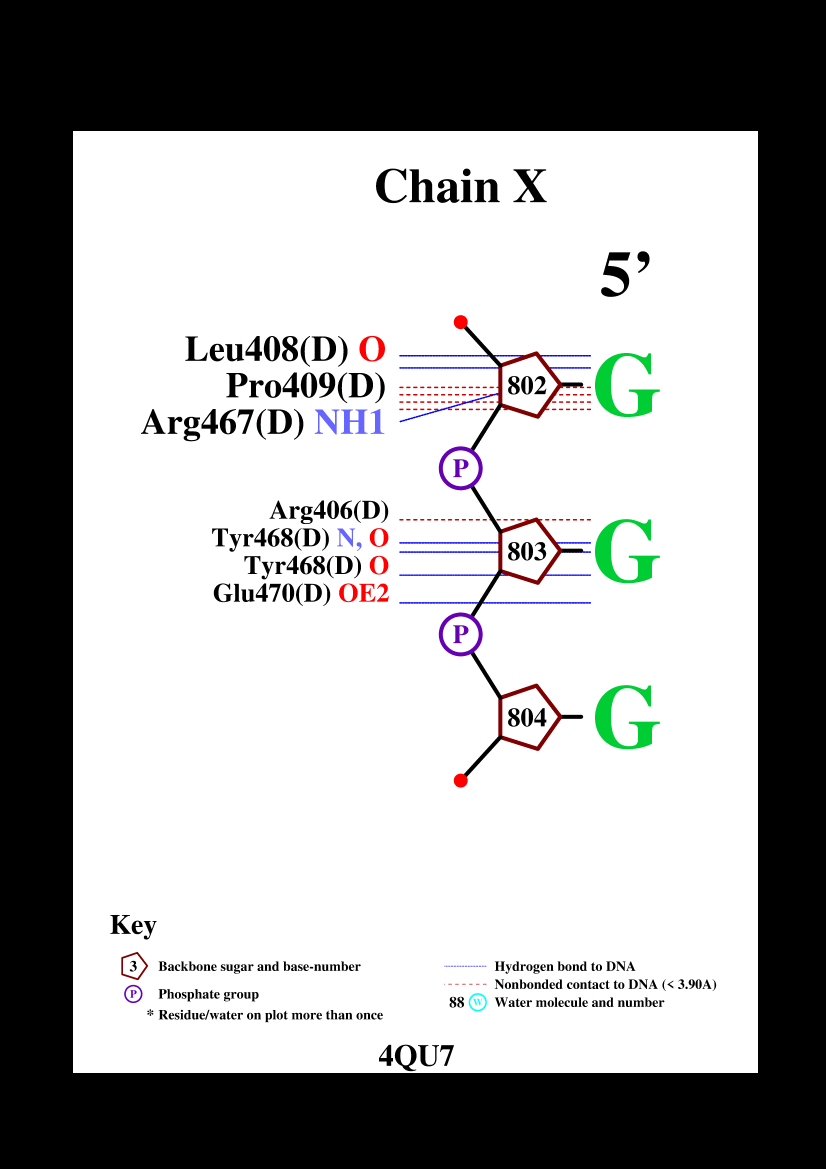 Chain X
5’
Leu408(D) O
Pro409(D)
Arg467(D) NH1
802
G
P
Arg406(D)
Tyr468(D) N, O
Tyr468(D) O
Glu470(D) OE2
803
G
P
804
G
Key
3 Backbone sugar and base-number
P Phosphate group
* Residue/water on plot more than once
Hydrogen bond to DNA
Nonbonded contact to DNA (< 3.90A)
88 W Water molecule and number
4QU7